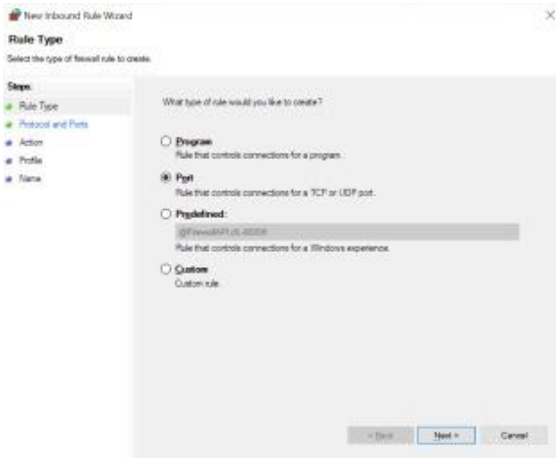 New Inbound Rule Wizard
Rule Type
Select the type of firewall rule to create.
Steps:
Rule Type
Protocol and Ports
Action
Profile
Name
What type of rule would you like to create?
Program
Rule that controls connections for a program.
Port
Rule that controls connections for a TCP or UDP port.
Predefined:
Rule that controls connections for a Windows experience.
Custom
Custom rule.
< Back
Next >
Cancel